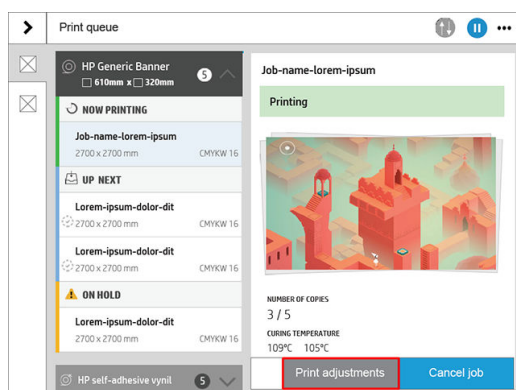 Print queue
HP Generic Banner
610mm x 320mm
5
NOW PRINTING
Job-name-lorem-ipsum
2700 x 2700 mm CMYKW 16
UP NEXT
Lorem-ipsum-dolor-dit
2700 x 2700 mm CMYKW 16
Lorem-ipsum-dolor-dit
2700 x 2700 mm CMYKW 16
ON HOLD
Lorem-ipsum-dolor-dit
2700 x 2700 mm CMYKW 16
HP self-adhesive vynil 5
Job-name-lorem-ipsum
Printing
NUMBER OF COPIES
3 / 5
CURING TEMPERATURE
109ºC 105ºC
Print adjustments Cancel job